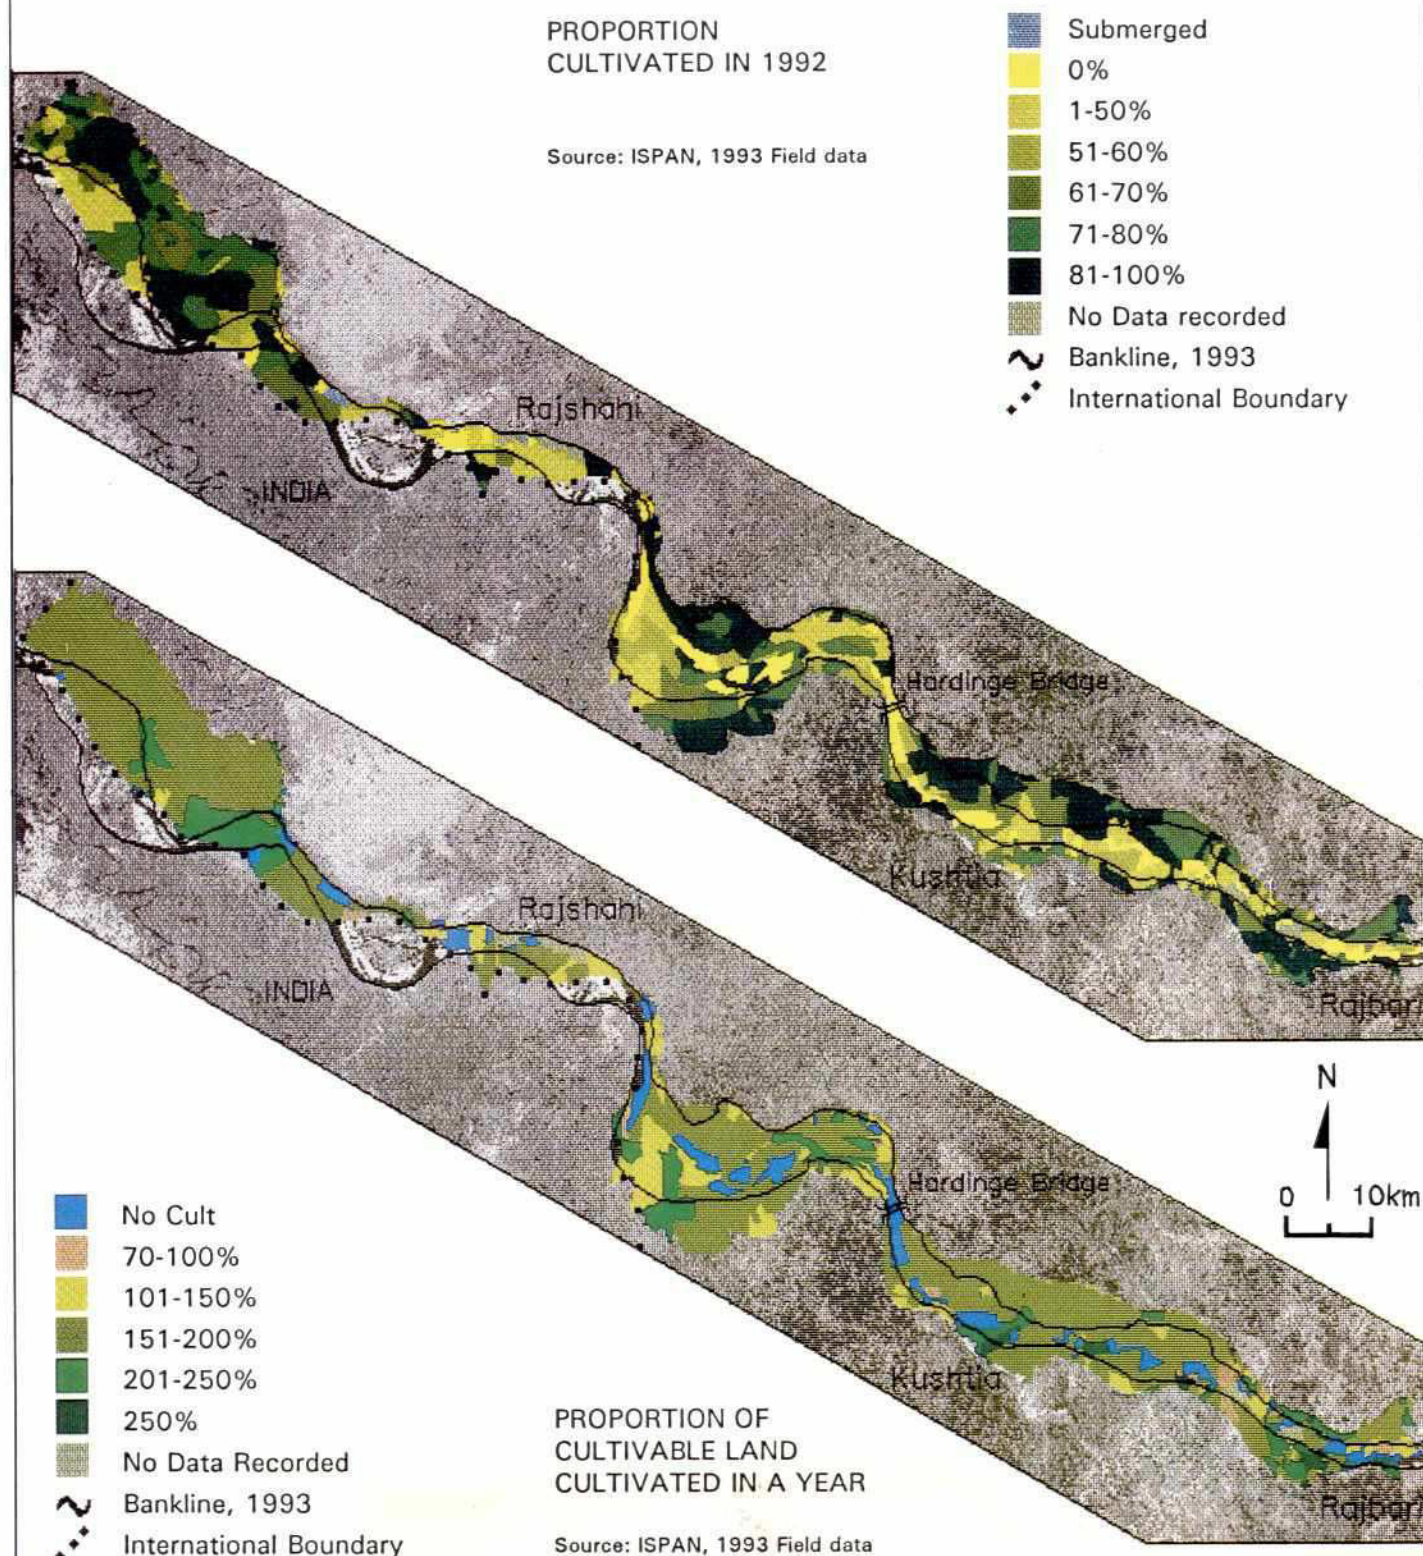 PROPORTION
CULTIVATED IN 1992
Source: ISPAN, 1993 Field data
Submerged
0%
1-50%
51-60%
61-70%
71-80%
81-100%
No Data recorded
Bankline, 1993
International Boundary
Rajshahi
INDIA
Hardinge Bridge
Kushtia
Rajbari
N
0 10km
Rajshahi
INDIA
Hardinge Bridge
Kushtia
Rajbari
No Cult
70-100%
101-150%
151-200%
201-250%
250%
No Data Recorded
Bankline, 1993
International Boundary
PROPORTION OF
CULTIVABLE LAND
CULTIVATED IN A YEAR
Source: ISPAN, 1993 Field data